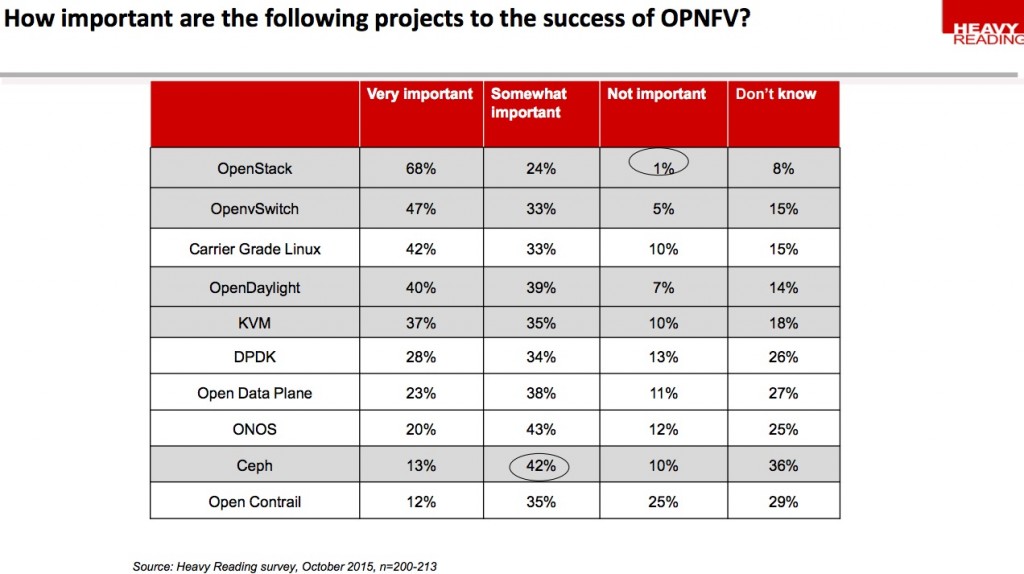 How important are the following projects to the success of OPNFV?
HEAVY
READING
Very important Somewhat important Not important Don't know
OpenStack 68% 24% 1% 8%
OpenvSwitch 47% 33% 5% 15%
Carrier Grade Linux 42% 33% 10% 15%
OpenDaylight 40% 39% 7% 14%
KVM 37% 35% 10% 18%
DPDK 28% 34% 13% 26%
Open Data Plane 23% 38% 11% 27%
ONOS 20% 43% 12% 25%
Ceph 13% 42% 10% 36%
Open Contrail 12% 35% 25% 29%
Source: Heavy Reading survey, October 2015, n=200-213